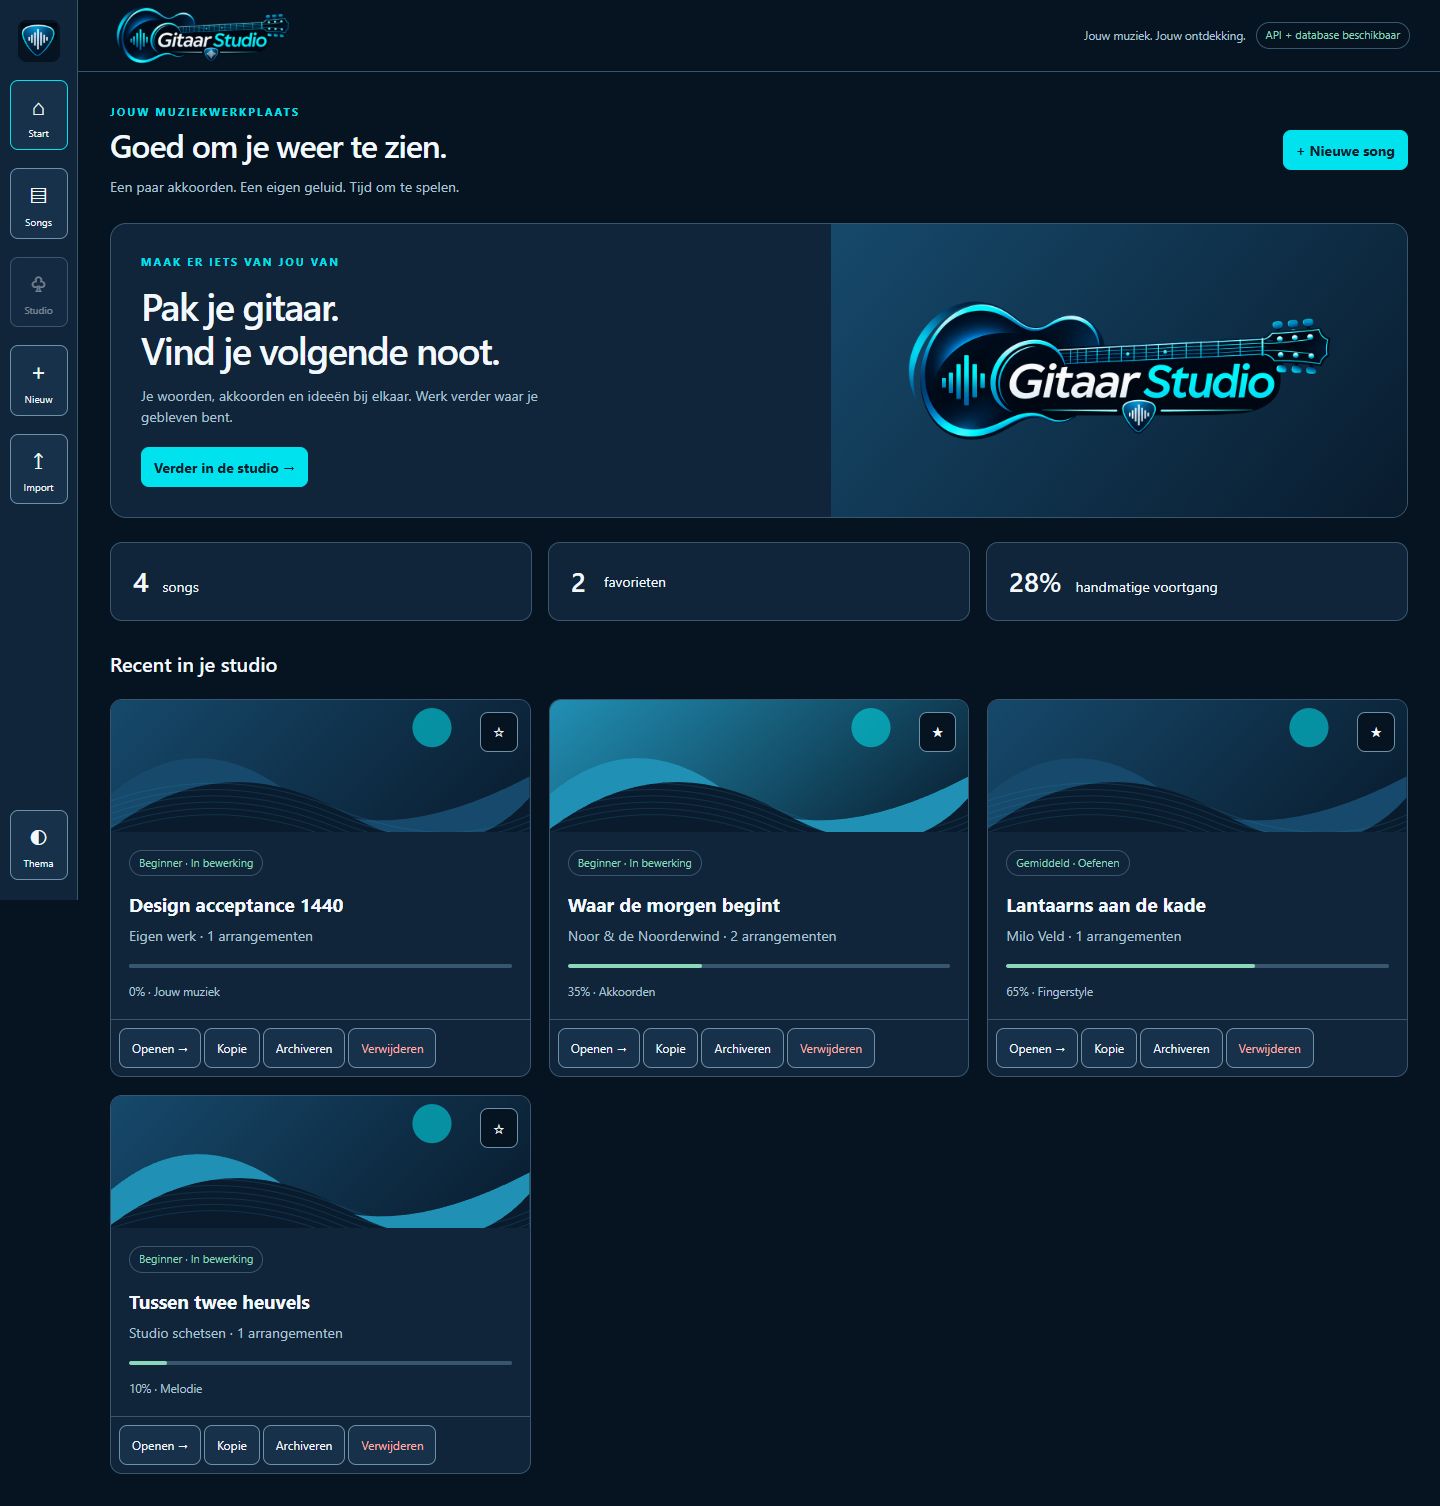 GitaarStudio
Jouw muziek. Jouw ontdekking.
API + database beschikbaar
Start
Songs
Studio
+
Nieuw
Import
Thema
JOUW MUZIEKWERKPLAATS
Goed om je weer te zien.
Een paar akkoorden. Een eigen geluid. Tijd om te spelen.
+ Nieuwe song
MAAK ER IETS VAN JOU VAN
Pak je gitaar.
Vind je volgende noot.
Je woorden, akkoorden en ideeën bij elkaar. Werk verder waar je
gebleven bent.
Verder in de studio →
GitaarStudio
4 songs
2 favorieten
28% handmatige voortgang
Recent in je studio
Beginner · In bewerking
Design acceptance 1440
Eigen werk · 1 arrangementen
0% · Jouw muziek
Openen → Kopie Archiveren Verwijderen
Beginner · In bewerking
Waar de morgen begint
Noor & de Noorderwind · 2 arrangementen
35% · Akkoorden
Openen → Kopie Archiveren Verwijderen
Gemiddeld · Oefenen
Lantaarns aan de kade
Milo Veld · 1 arrangementen
65% · Fingerstyle
Openen → Kopie Archiveren Verwijderen
Beginner · In bewerking
Tussen twee heuvels
Studio schetsen · 1 arrangementen
10% · Melodie
Openen → Kopie Archiveren Verwijderen